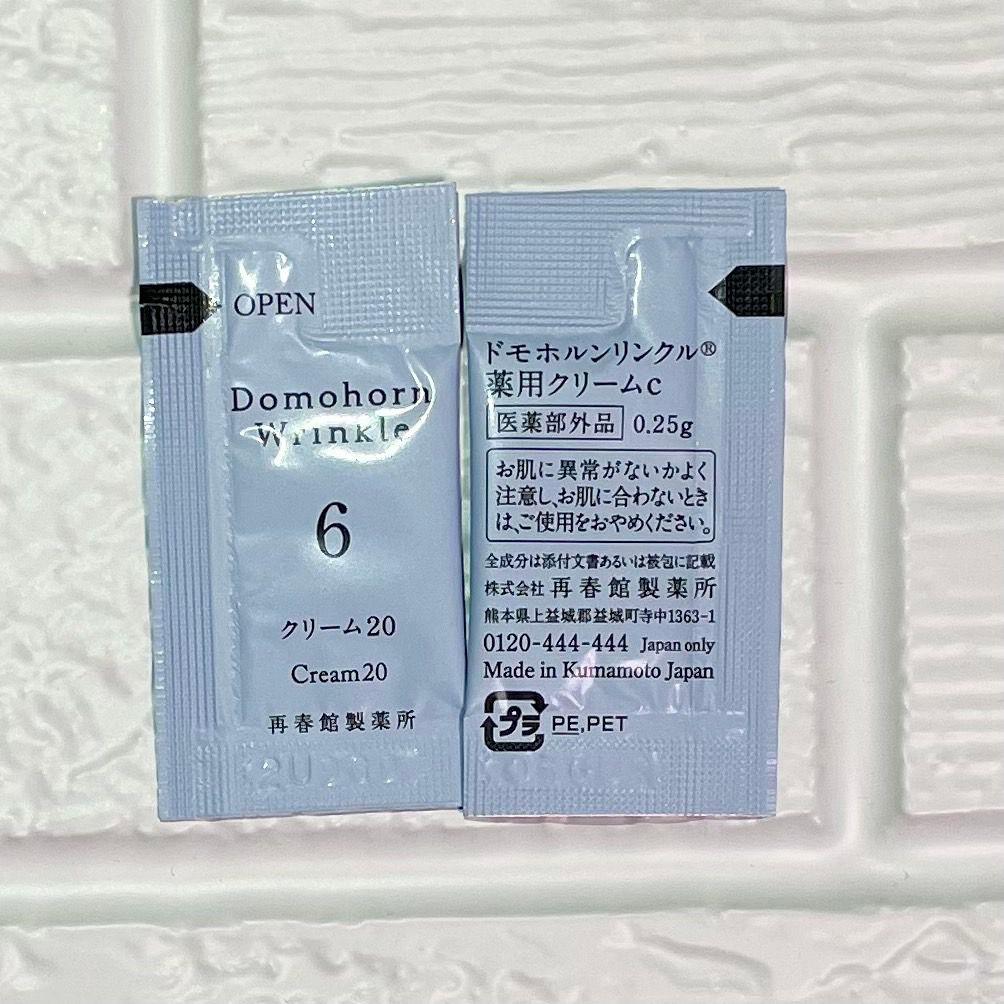 OPEN
Domohorn
Wrinkle
6
クリーム20
Cream20
再春館製薬所
ドモホルンリンクル®
薬用クリームc
医薬部外品 0.25g
お肌に異常がないかよく
注意し、お肌に合わないとき
は、ご使用をおやめください。
全成分は添付文書あるいは被包に記載
株式会社 再春館製薬所
熊本県上益城郡益城町寺中1363-1
0120-444-444 Japan only
Made in Kumamoto Japan
プラ PE,PET